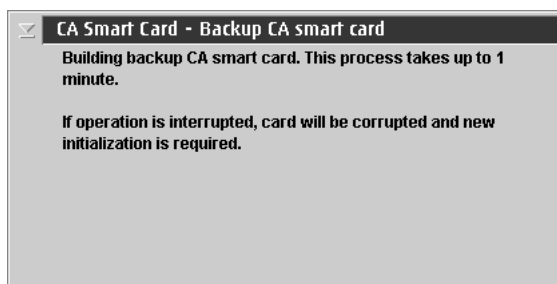 CA Smart Card - Backup CA smart card
Building backup CA smart card. This process takes up to 1
minute.
If operation is interrupted, card will be corrupted and new
initialization is required.